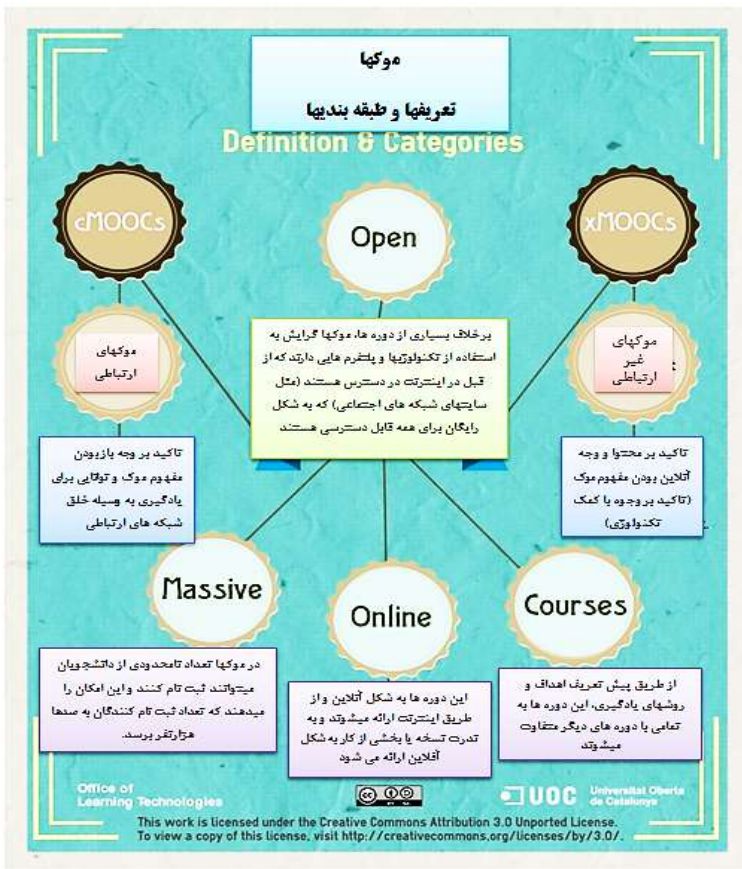 موکها
تعریفها و طبقه بندیها
Definition & Categories
cMOOCs
Open
xMOOCs
موکهای
ارتباطی
برخلاف بسیاری از دوره ها، موکها گرایش به
استفاده از تکنولوژیها و پلتفرم هایی دارند که از
قبل در اینترنت در دسترس هستند (مثل
سایتهای شبکه های اجتماعی) که به شکل
رایگان برای همه قابل دسترسی هستند
موکهای
غیر
ارتباطی
تاکید بر وجه بازبودن
مفهوم موک و توانایی برای
یادگیری به وسیله خلق
شبکه های ارتباطی
تاکید بر محتوا و وجه
آنلاین بودن مفهوم موک
(تاکید بر وجوه با کمک
تکنولوژی)
Massive
Online
Courses
در موکها تعداد نامحدودی از دانشجویان
میتوانند ثبت نام کنند و این امکان را
میدهند که تعداد ثبت نام کنندگان به صدها
هزارنفر برسد.
این دوره ها به شکل آنلاین و از
طریق اینترنت ارائه میشوند و به
ندرت نسخه یا بخشی از کار به شکل
آفلاین ارائه می شود
از طریق پیش تعریف اهداف و
روشهای یادگیری، این دوره ها به
تمامی با دوره های دیگر متفاوت
میشوند
Office of
Learning Technologies
UOC
Universitat Oberta
de Catalunya
This work is licensed under the Creative Commons Attribution 3.0 Unported License.
To view a copy of this license, visit http://creativecommons.org/licenses/by/3.0/.